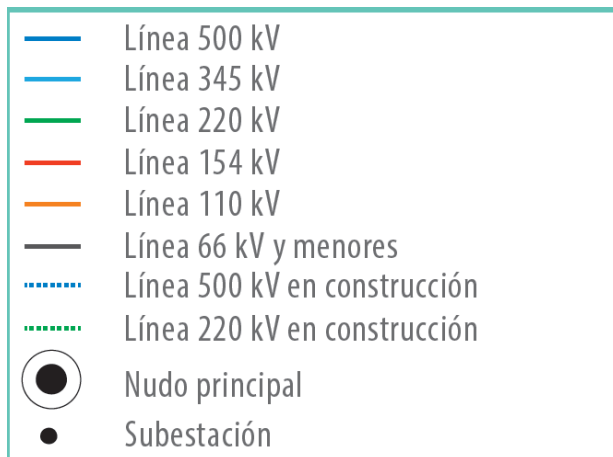 Línea 500 kV
Línea 345 kV
Línea 220 kV
Línea 154 kV
Línea 110 kV
Línea 66 kV y menores
Línea 500 kV en construcción
Línea 220 kV en construcción
Nudo principal
Subestación